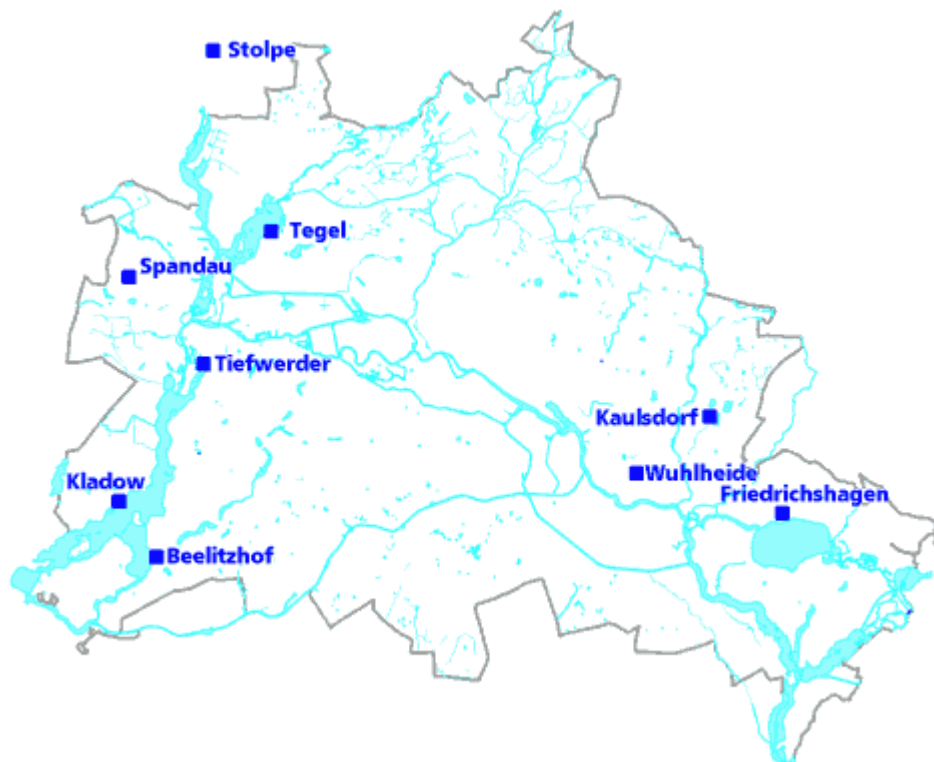 Stolpe
Tegel
Spandau
Tiefwerder
Kaulsdorf
Wuhlheide
Kladow
Friedrichshagen
Beelitzhof